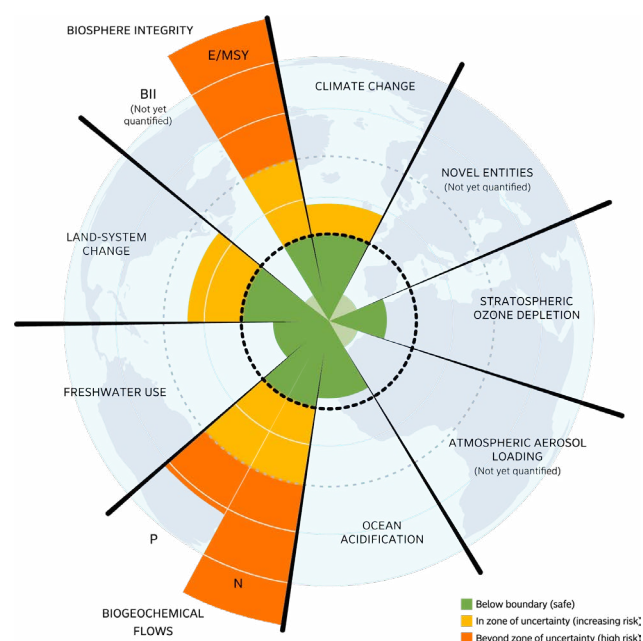 BIOSPHERE INTEGRITY
E/MSY
CLIMATE CHANGE
BII
(Not yet
quantified)
NOVEL ENTITIES
(Not yet quantified)
LAND-SYSTEM
CHANGE
STRATOSPHERIC
OZONE DEPLETION
FRESHWATER USE
ATMOSPHERIC AEROSOL
LOADING
(Not yet quantified)
OCEAN
ACIDIFICATION
P
N
BIOGEOCHEMICAL
FLOWS
Below boundary (safe)
In zone of uncertainty (increasing risk)
Beyond zone of uncertainty (high risk)